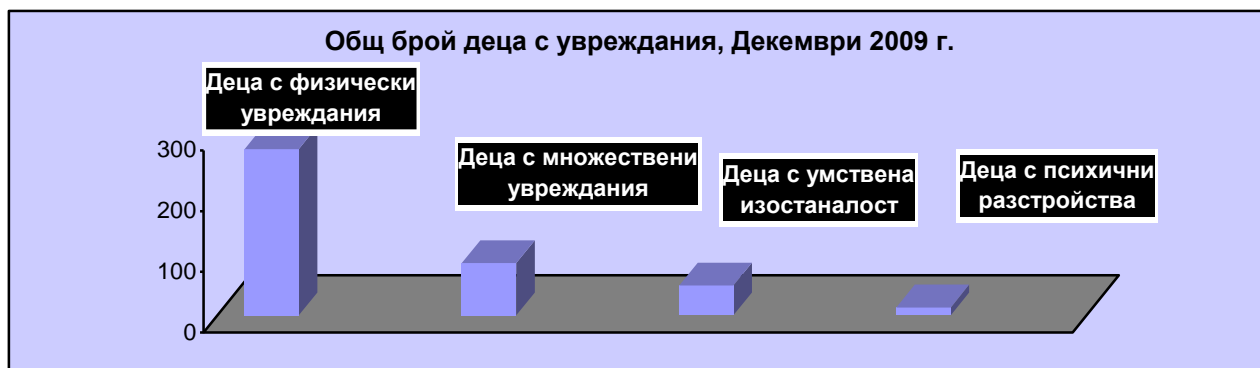 Общ брой деца с увреждания, Декември 2009 г.
Деца с физически
увреждания
Деца с множествени
увреждания
Деца с умствена
изостаналост
Деца с психични
разстройства
300
200
100
0